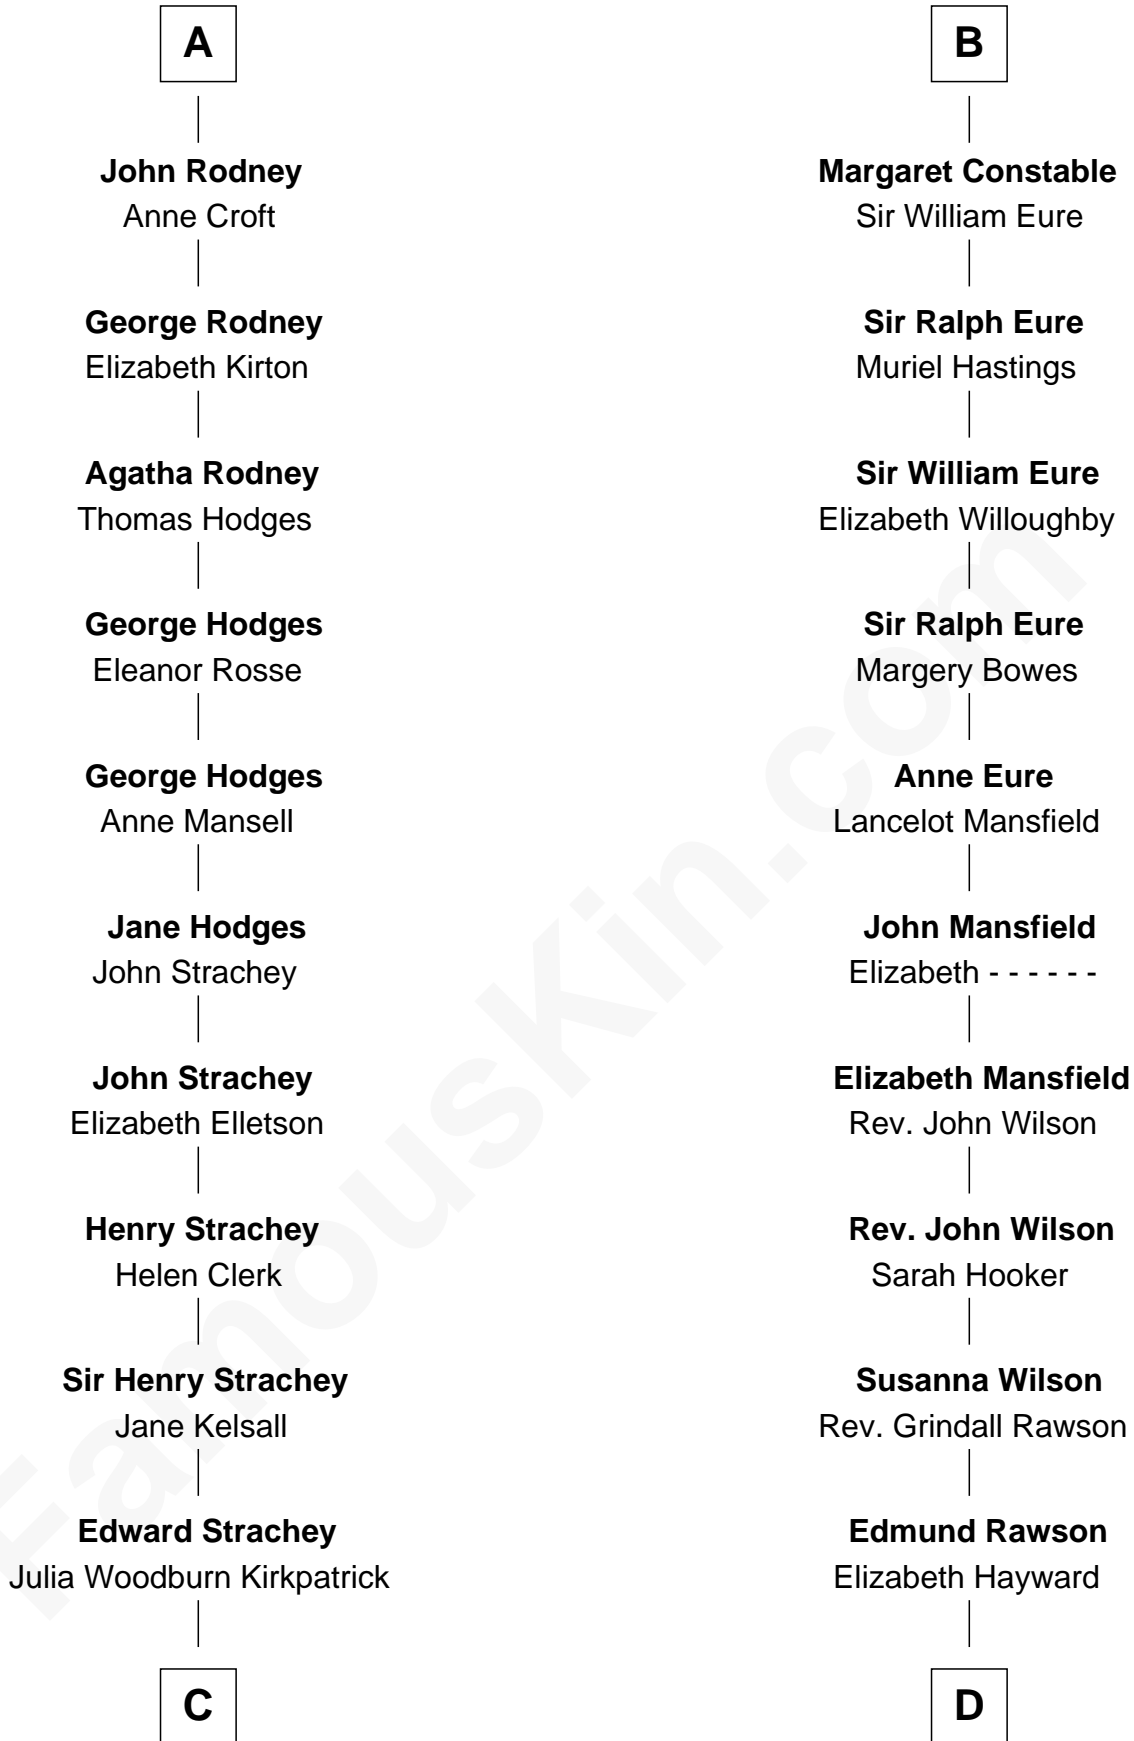 A
John Rodney
Anne Croft
George Rodney
Elizabeth Kirton
Agatha Rodney
Thomas Hodges
George Hodges
Eleanor Rosse
George Hodges
Anne Mansell
Jane Hodges
John Strachey
John Strachey
Elizabeth Elletson
Henry Strachey
Helen Clerk
Sir Henry Strachey
Jane Kelsall
Edward Strachey
Julia Woodburn Kirkpatrick
C
B
Margaret Constable
Sir William Eure
Sir Ralph Eure
Muriel Hastings
Sir William Eure
Elizabeth Willoughby
Sir Ralph Eure
Margery Bowes
Anne Eure
Lancelot Mansfield
John Mansfield
Elizabeth - - - - - -
Elizabeth Mansfield
Rev. John Wilson
Rev. John Wilson
Sarah Hooker
Susanna Wilson
Rev. Grindall Rawson
Edmund Rawson
Elizabeth Hayward
D
FamousKin.com